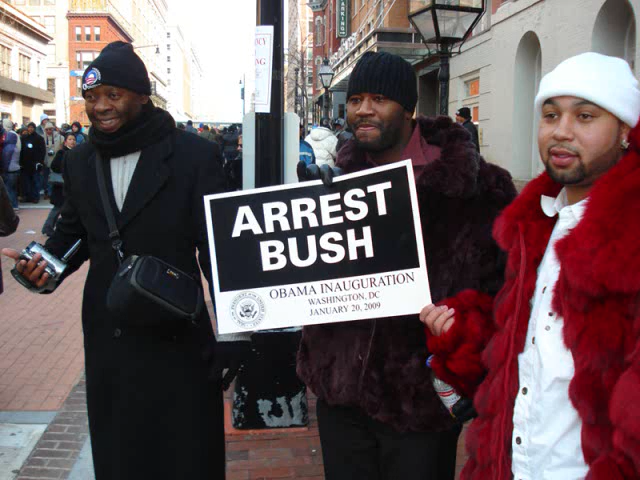 ARREST
BUSH
OBAMA INAUGURATION
WASHINGTON, DC
JANUARY 20, 2009